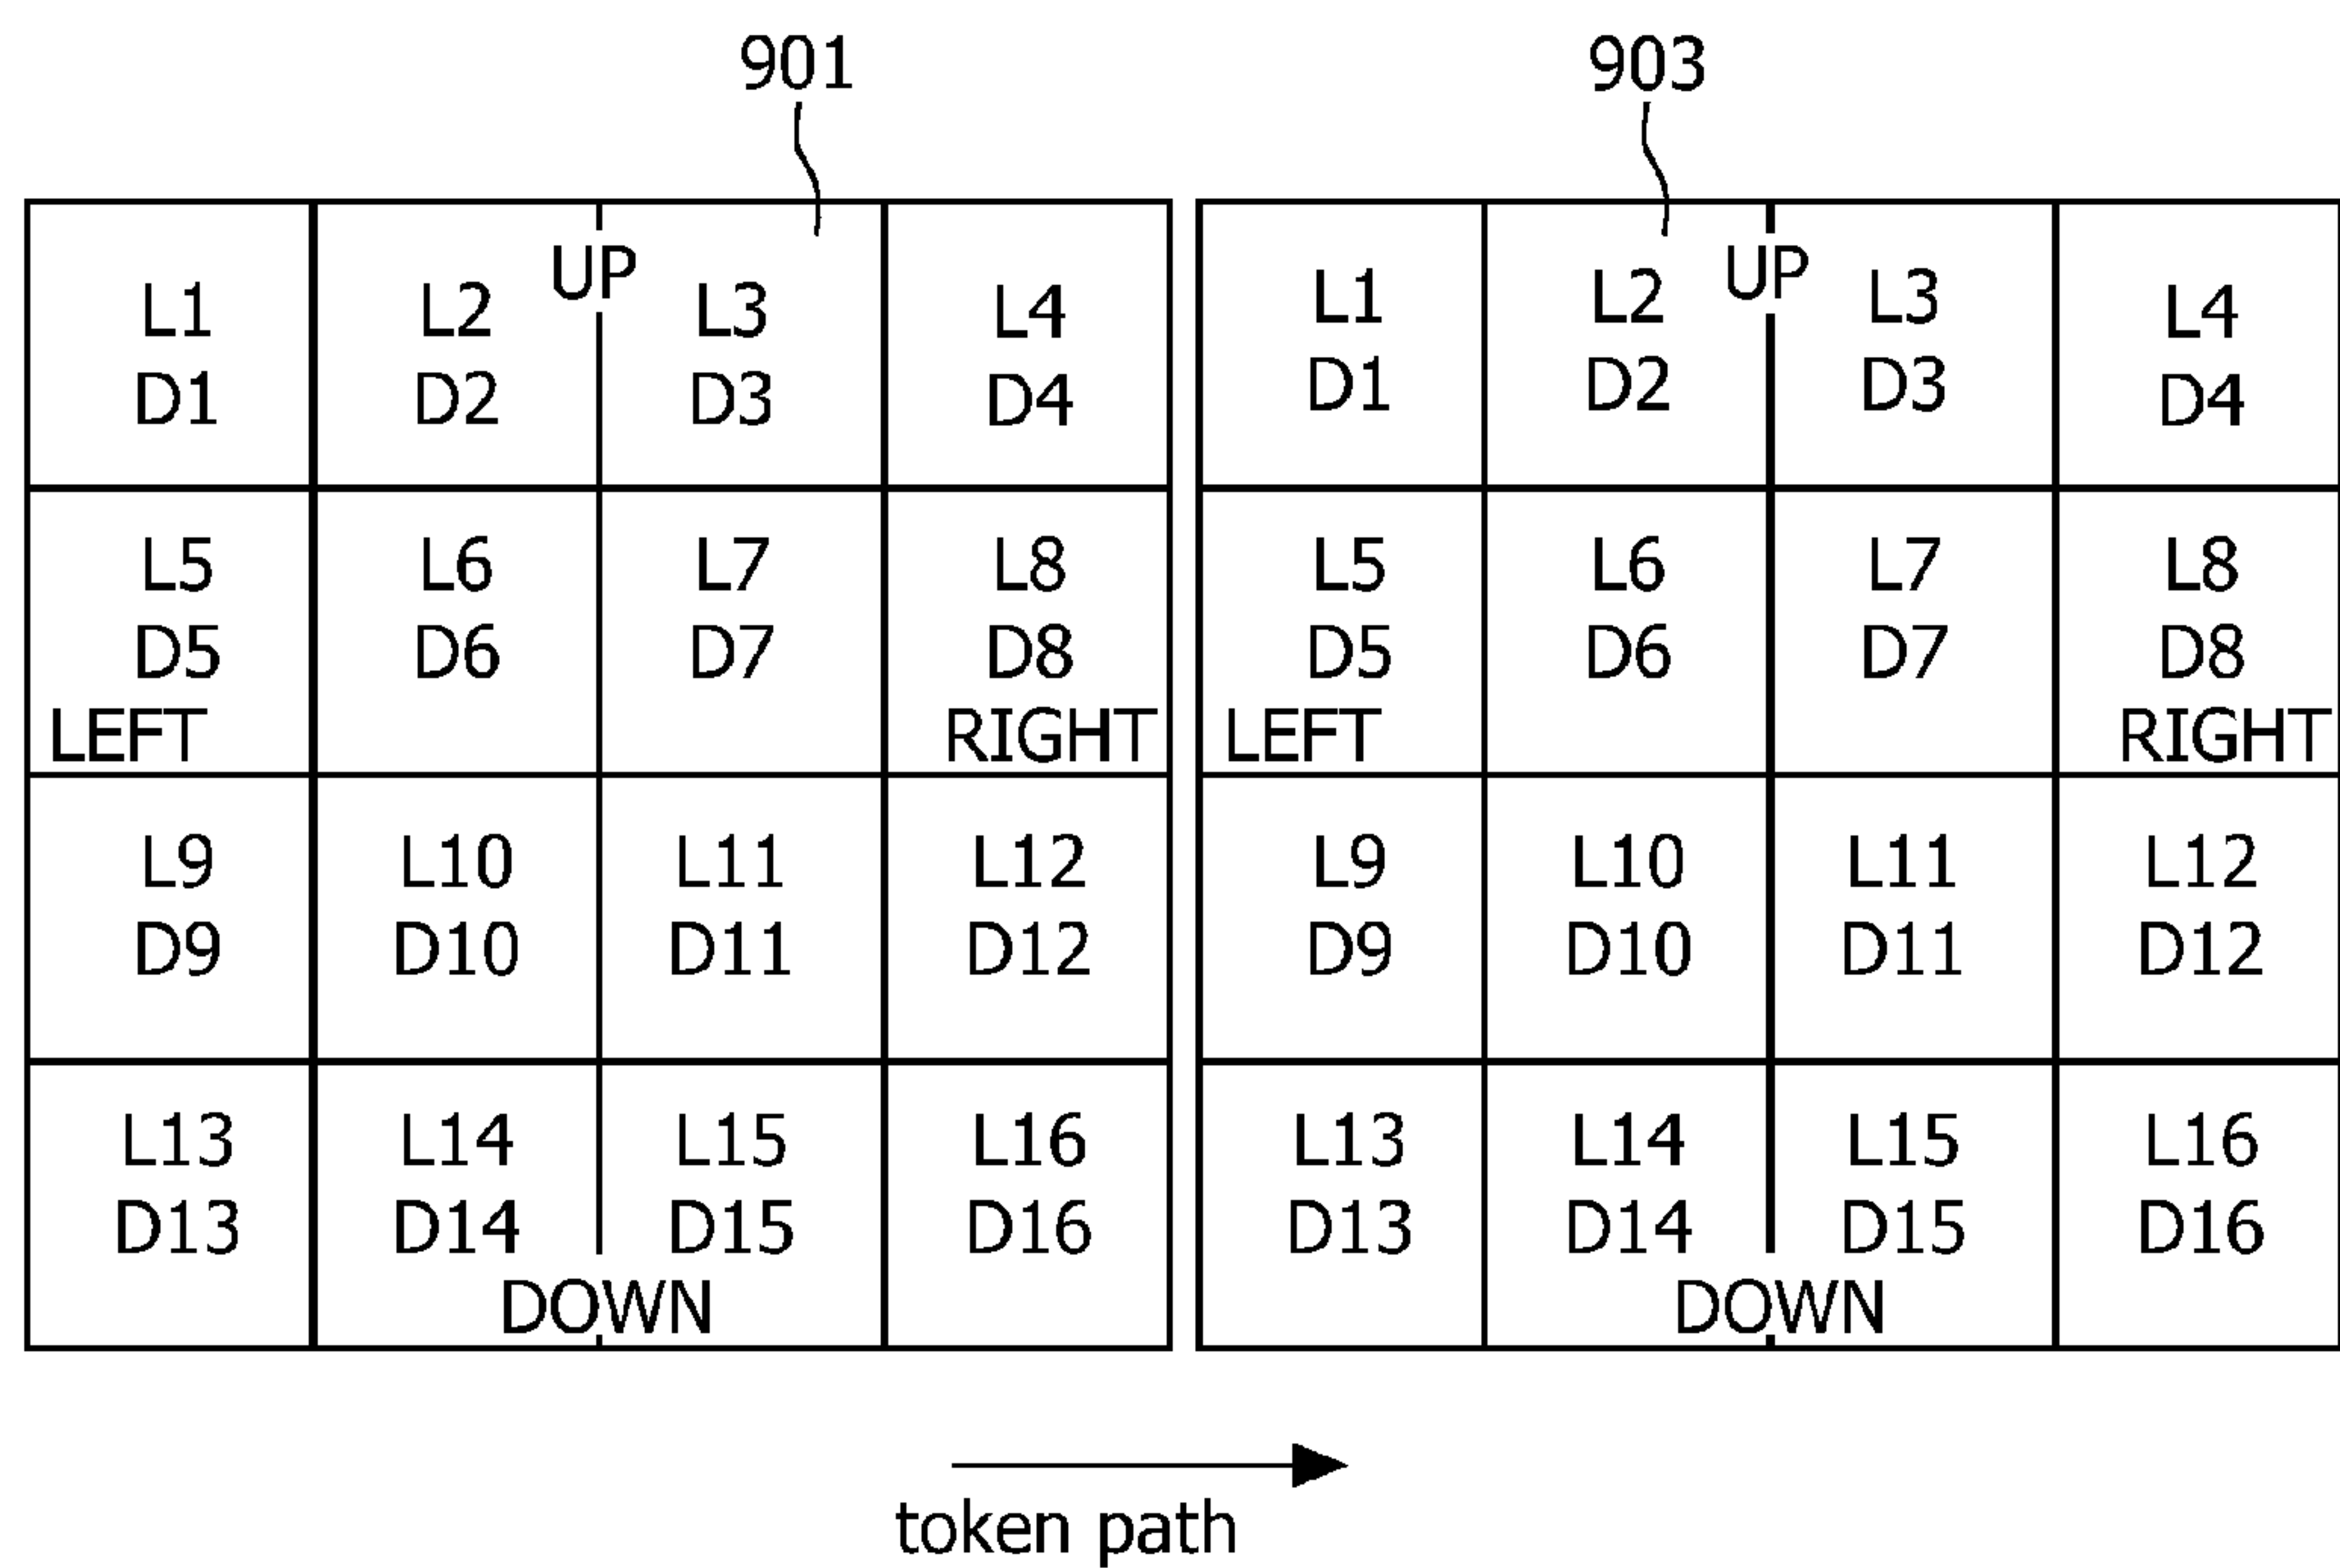 901 903
UP UP
L1 L2 L3 L4 L1 L2 L3 L4
D1 D2 D3 D4 D1 D2 D3 D4
L5 L6 L7 L8 L5 L6 L7 L8
D5 D6 D7 D8 D5 D6 D7 D8
LEFT RIGHT LEFT RIGHT
L9 L10 L11 L12 L9 L10 L11 L12
D9 D10 D11 D12 D9 D10 D11 D12
L13 L14 L15 L16 L13 L14 L15 L16
D13 D14 D15 D16 D13 D14 D15 D16
DOWN DOWN
token path